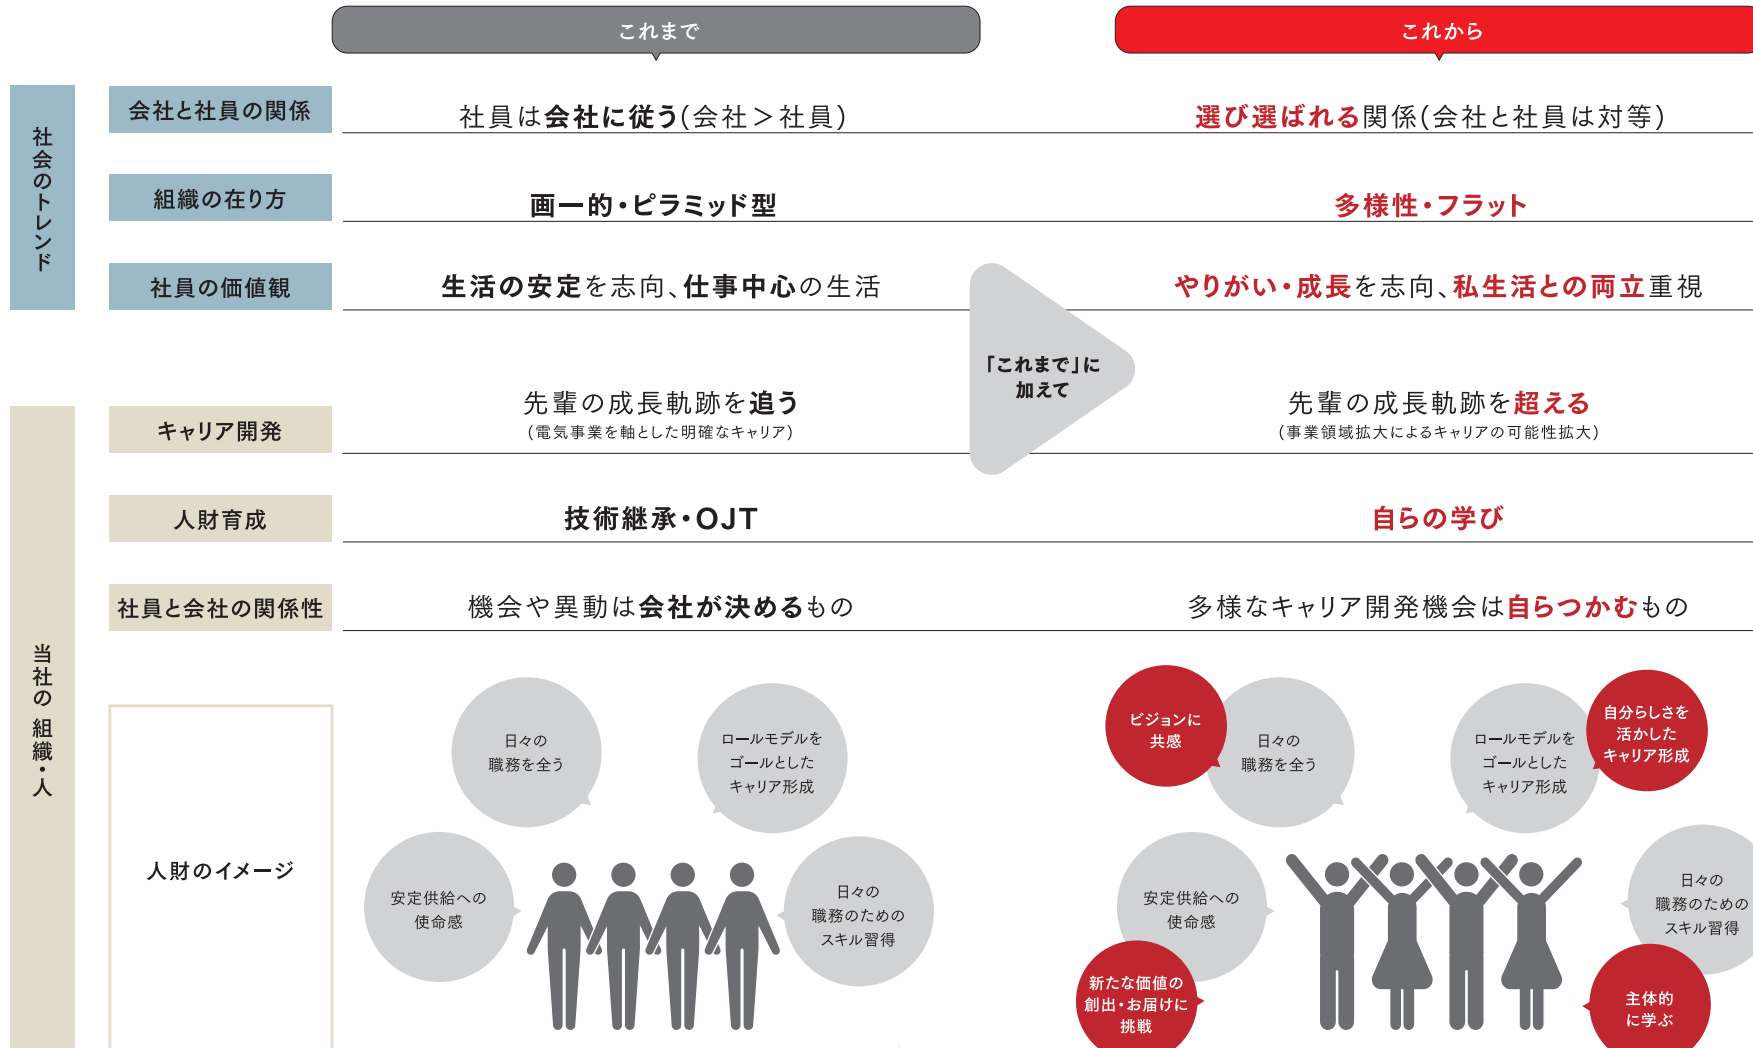 これまで
これから
社会のトレンド
会社と社員の関係
社員は会社に従う(会社＞社員)
選び選ばれる関係(会社と社員は対等)
組織の在り方
画一的・ピラミッド型
多様性・フラット
社員の価値観
生活の安定を志向、仕事中心の生活
やりがい・成長を志向、私生活との両立重視
「これまで」に
加えて
当社の組織・人
キャリア開発
先輩の成長軌跡を追う
(電気事業を軸とした明確なキャリア)
先輩の成長軌跡を超える
(事業領域拡大によるキャリアの可能性拡大)
人財育成
技術継承・OJT
自らの学び
社員と会社の関係性
機会や異動は会社が決めるもの
多様なキャリア開発機会は自らつかむもの
人財のイメージ
日々の
職務を全う
ロールモデルを
ゴールとした
キャリア形成
安定供給への
使命感
日々の
職務のための
スキル習得
ビジョンに
共感
日々の
職務を全う
ロールモデルを
ゴールとした
キャリア形成
自分らしさを
活かした
キャリア形成
安定供給への
使命感
日々の
職務のための
スキル習得
新たな価値の
創出・お届けに
挑戦
主体的
に学ぶ